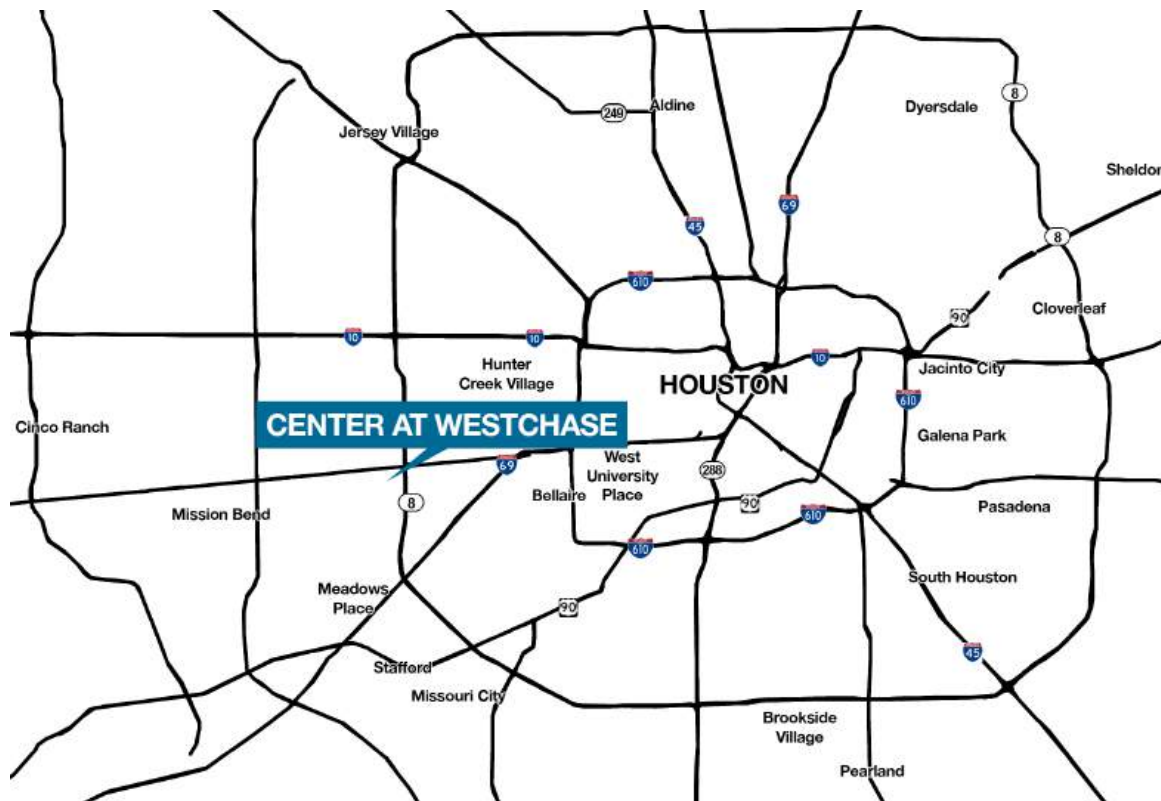 8
Aldine
249
Dyersdale
Jersey Village
Sheldon
69
45
8
610
Cloverleaf
90
10
10
10
Hunter
Creek Village
Jacinto City
HOUSTON
610
CENTER AT WESTCHASE
Cinco Ranch
Galena Park
69
West
University
Place
288
Bellaire
8
90
Pasadena
Mission Bend
610
610
South Houston
Meadows
Place
90
45
Stafford
Missouri City
Brookside
Village
Pearland